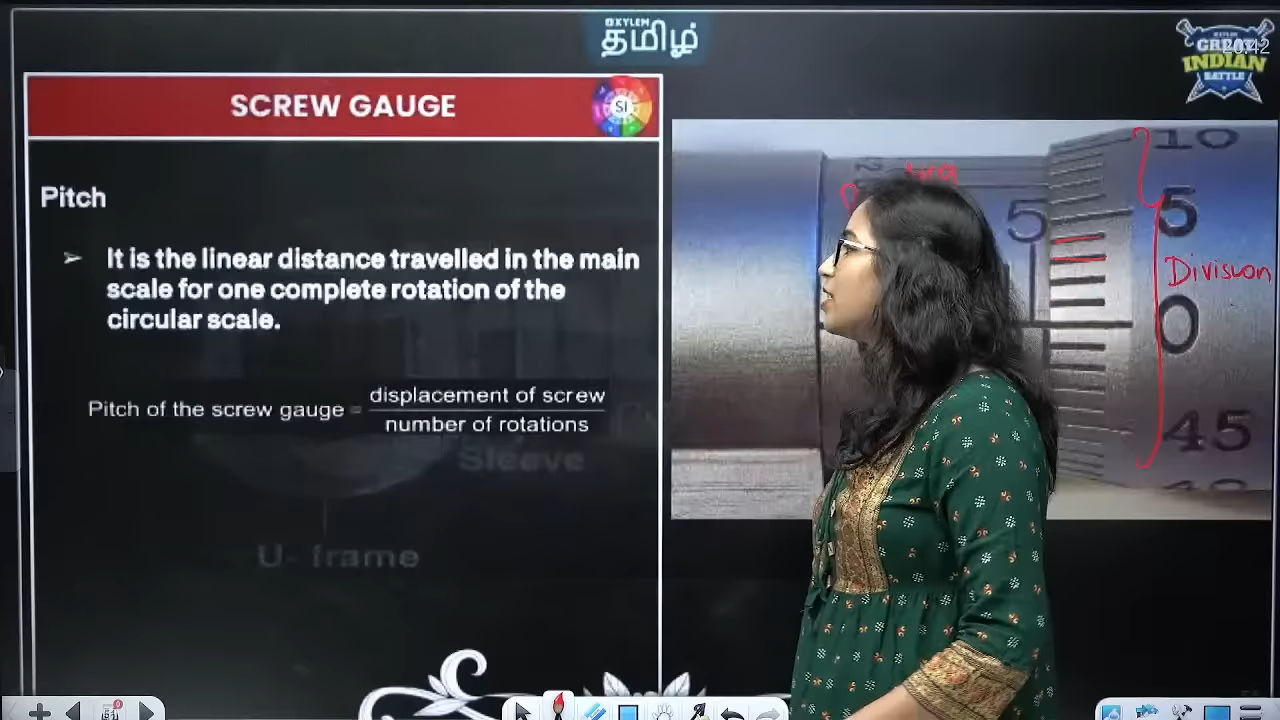 XYLEM
தமிழ்
GREAT
INDIAN
BATTLE
20:42
SCREW GAUGE
SI
Pitch
➢ It is the linear distance travelled in the main
scale for one complete rotation of the
circular scale.
Pitch of the screw gauge = displacement of screw
number of rotations
Sleeve
U- frame
10
5
5
Division
0
45